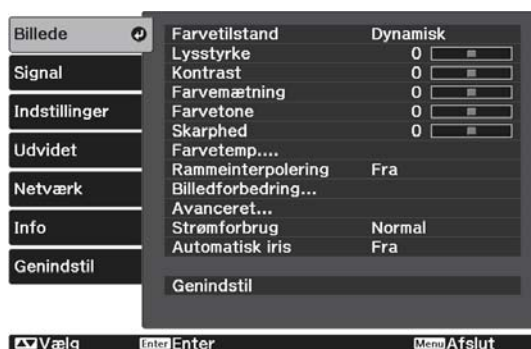 Billede
Signal
Indstillinger
Udvidet
Netværk
Info
Genindstil
Farvetilstand Dynamisk
Lysstyrke 0
Kontrast 0
Farvemætning 0
Farvetone 0
Skarphed 0
Farvetemp....
Rammeinterpolering Fra
Billedforbedring...
Avanceret...
Strømforbrug Normal
Automatisk iris Fra
Genindstil
Vælg Enter Enter Menu Afslut